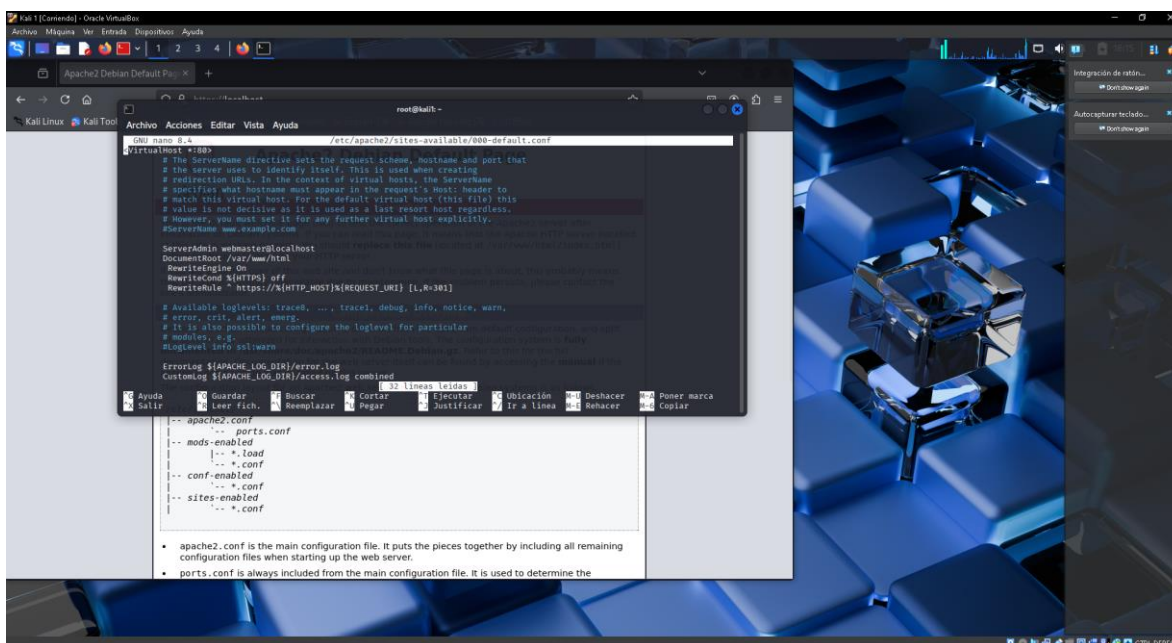 Kali 1 [Corriendo] - Oracle VirtualBox
Archivo Máquina Ver Entrada Dispositivos Ayuda
1 2 3 4
Apache2 Debian Default Pag
Kali Linux Kali Tool
root@kali1: ~
Archivo Acciones Editar Vista Ayuda
GNU nano 8.4 /etc/apache2/sites-available/000-default.conf
<VirtualHost *:80>
# The ServerName directive sets the request scheme, hostname and port that
# the server uses to identify itself. This is used when creating
# redirection URLs. In the context of virtual hosts, the ServerName
# specifies what hostname must appear in the request's Host: header to
# match this virtual host. For the default virtual host (this file) this
# value is not decisive as it is used as a last resort host regardless.
# However, you must set it for any further virtual host explicitly.
#ServerName www.example.com
ServerAdmin webmaster@localhost
DocumentRoot /var/www/html
RewriteEngine On
RewriteCond %{HTTPS} off
RewriteRule ^ https://%{HTTP_HOST}%{REQUEST_URI} [L,R=301]
# Available loglevels: trace8, ..., trace1, debug, info, notice, warn,
# error, crit, alert, emerg.
# It is also possible to configure the loglevel for particular
# modules, e.g.
#LogLevel info ssl:warn
ErrorLog ${APACHE_LOG_DIR}/error.log
CustomLog ${APACHE_LOG_DIR}/access.log combined
[ 32 líneas leídas ]
^G Ayuda ^O Guardar ^F Buscar ^K Cortar ^T Ejecutar ^C Ubicación M-U Deshacer M-A Poner marca
^X Salir ^R Leer fich. ^\ Reemplazar ^U Pegar ^J Justificar ^/ Ir a línea M-E Rehacer M-6 Copiar
|-- apache2.conf
| `-- ports.conf
|-- mods-enabled
| |-- *.load
| `-- *.conf
|-- conf-enabled
| `-- *.conf
|-- sites-enabled
| `-- *.conf
• apache2.conf is the main configuration file. It puts the pieces together by including all remaining
configuration files when starting up the web server.
• ports.conf is always included from the main configuration file. It is used to determine the
Integración de ratón...
Don't show again
Autocapturar teclado...
Don't show again